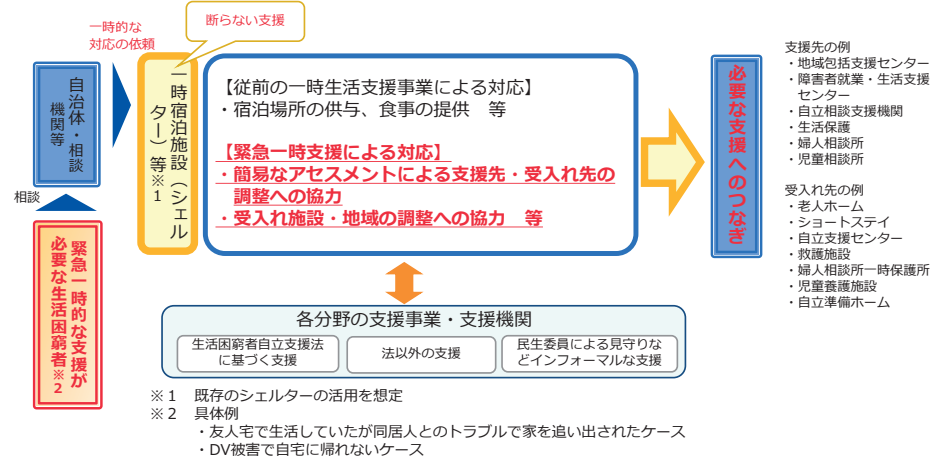 断らない支援
一時的な
対応の依頼
自治体・相談
機関等
相談
緊急一時的な支援が
必要な生活困窮者※2
一時宿泊施設（シェル
ター）等※1
【従前の一時生活支援事業による対応】
・宿泊場所の供与、食事の提供　等
【緊急一時支援による対応】
・簡易なアセスメントによる支援先・受入れ先の
調整への協力
・受入れ施設・地域の調整への協力　等
必要な支援へのつなぎ
支援先の例
・地域包括支援センター
・障害者就業・生活支援
センター
・自立相談支援機関
・生活保護
・婦人相談所
・児童相談所
受入れ先の例
・老人ホーム
・ショートステイ
・自立支援センター
・救護施設
・婦人相談所一時保護所
・児童養護施設
・自立準備ホーム
各分野の支援事業・支援機関
生活困窮者自立支援法
に基づく支援
法以外の支援
民生委員による見守りな
どインフォーマルな支援
※１　既存のシェルターの活用を想定
※２　具体例
・友人宅で生活していたが同居人とのトラブルで家を追い出されたケース
・DV被害で自宅に帰れないケース